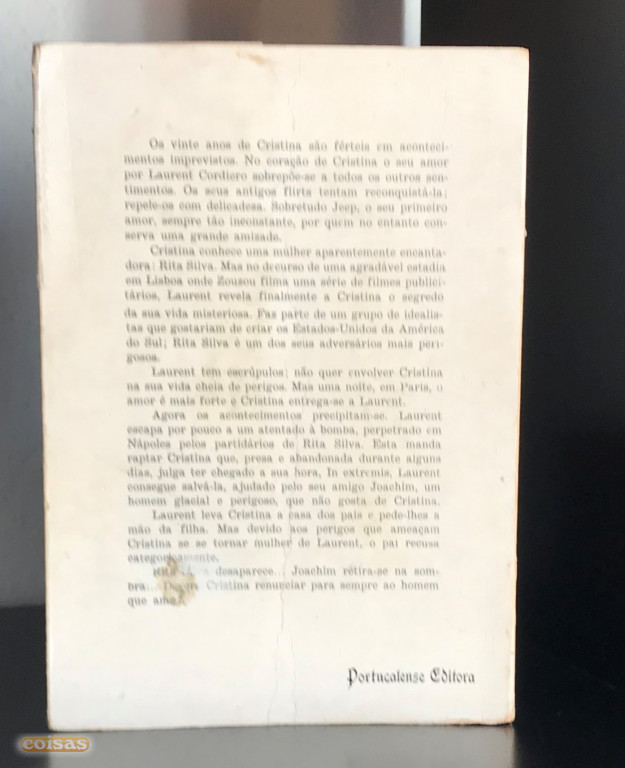 Os vinte anos de Cristina são férteis em aconteci-
mentos imprevistos. No coração de Cristina o seu amor
por Laurent Cordiero sobrepõe-se a todos os outros sen-
timentos. Os seus antigos flirts tentam reconquistá-la;
repele-os com delicadesa. Sobretudo Jeep, o seu primeiro
amor, sempre tão inconstante, por quem no entanto con-
serva uma grande amizade.
Cristina conhece uma mulher aparentemente encanta-
dora: Rita Silva. Mas no decurso de uma agradável estadia
em Lisboa onde Zouzou filma uma série de filmes publici-
tários, Laurent revela finalmente a Cristina o segredo
da sua vida misteriosa. Faz parte de um grupo de idealis-
tas que gostariam de criar os Estados-Unidos da América
do Sul; Rita Silva é um dos seus adversários mais peri-
gosos.
Laurent tem escrúpulos; não quer envolver Cristina
na sua vida cheia de perigos. Mas uma noite, em Paris, o
amor é mais forte e Cristina entrega-se a Laurent.
Agora os acontecimentos precipitam-se. Laurent
escapa por pouco a um atentado à bomba, perpetrado em
Nápoles pelos partidários de Rita Silva. Esta manda
raptar Cristina que, presa e abandonada durante alguns
dias, julga ter chegado a sua hora, In extremis, Laurent
consegue salvá-la, ajudado pelo seu amigo Joachim, um
homem glacial e perigoso, que não gosta de Cristina.
Laurent leva Cristina a casa dos pais e pede-lhes a
mão da filha. Mas devido aos perigos que ameaçam
Cristina se se tornar mulher de Laurent, o pai recusa
categoricamente.
Rita desaparece... Joachim rétira-se na som-
bra... Cristina renunciar para sempre ao homem
que ama
Portucalense Editora
coisas